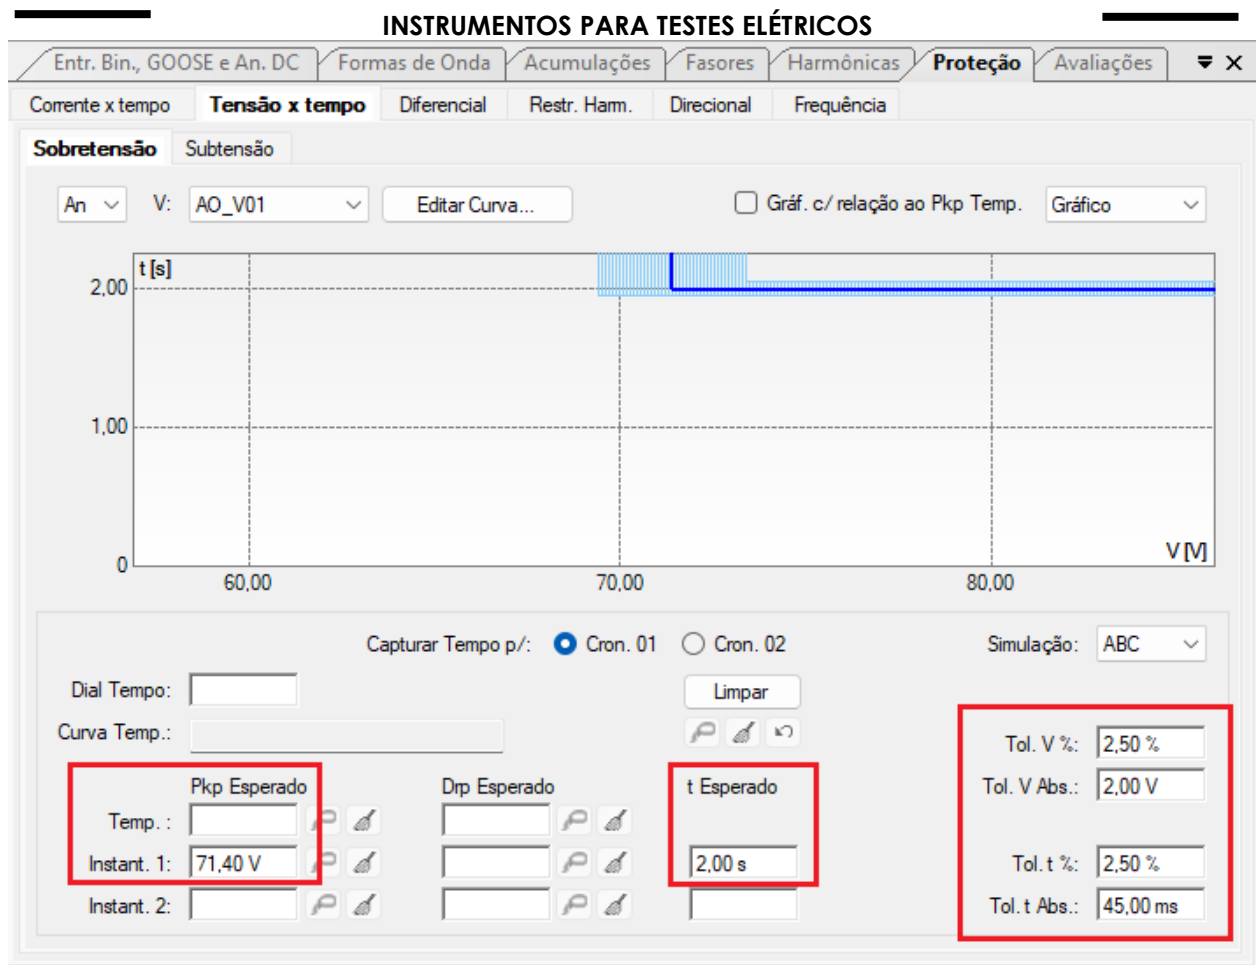 INSTRUMENTOS PARA TESTES ELÉTRICOS
Entr. Bin., GOOSE e An. DC Formas de Onda Acumulações Fasores Harmônicas Proteção Avaliações
Corrente x tempo Tensão x tempo Diferencial Restr. Harm. Direcional Frequência
Sobretensão Subtensão
An V: AO_V01 Editar Curva... Gráf. c/ relação ao Pkp Temp. Gráfico
t [s]
2,00
1,00
0
V [V]
60,00 70,00 80,00
Capturar Tempo p/: Cron. 01 Cron. 02 Simulação: ABC
Dial Tempo: Limpar
Curva Temp.: Tol. V %: 2,50 %
Pkp Esperado Drp Esperado t Esperado Tol. V Abs.: 2,00 V
Temp. :
Instant. 1: 71,40 V 2,00 s Tol. t %: 2,50 %
Instant. 2: Tol. t Abs.: 45,00 ms